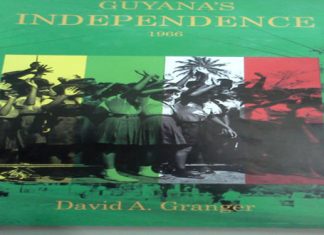 GUYANA'S
INDEPENDENCE
1966
David A. Granger